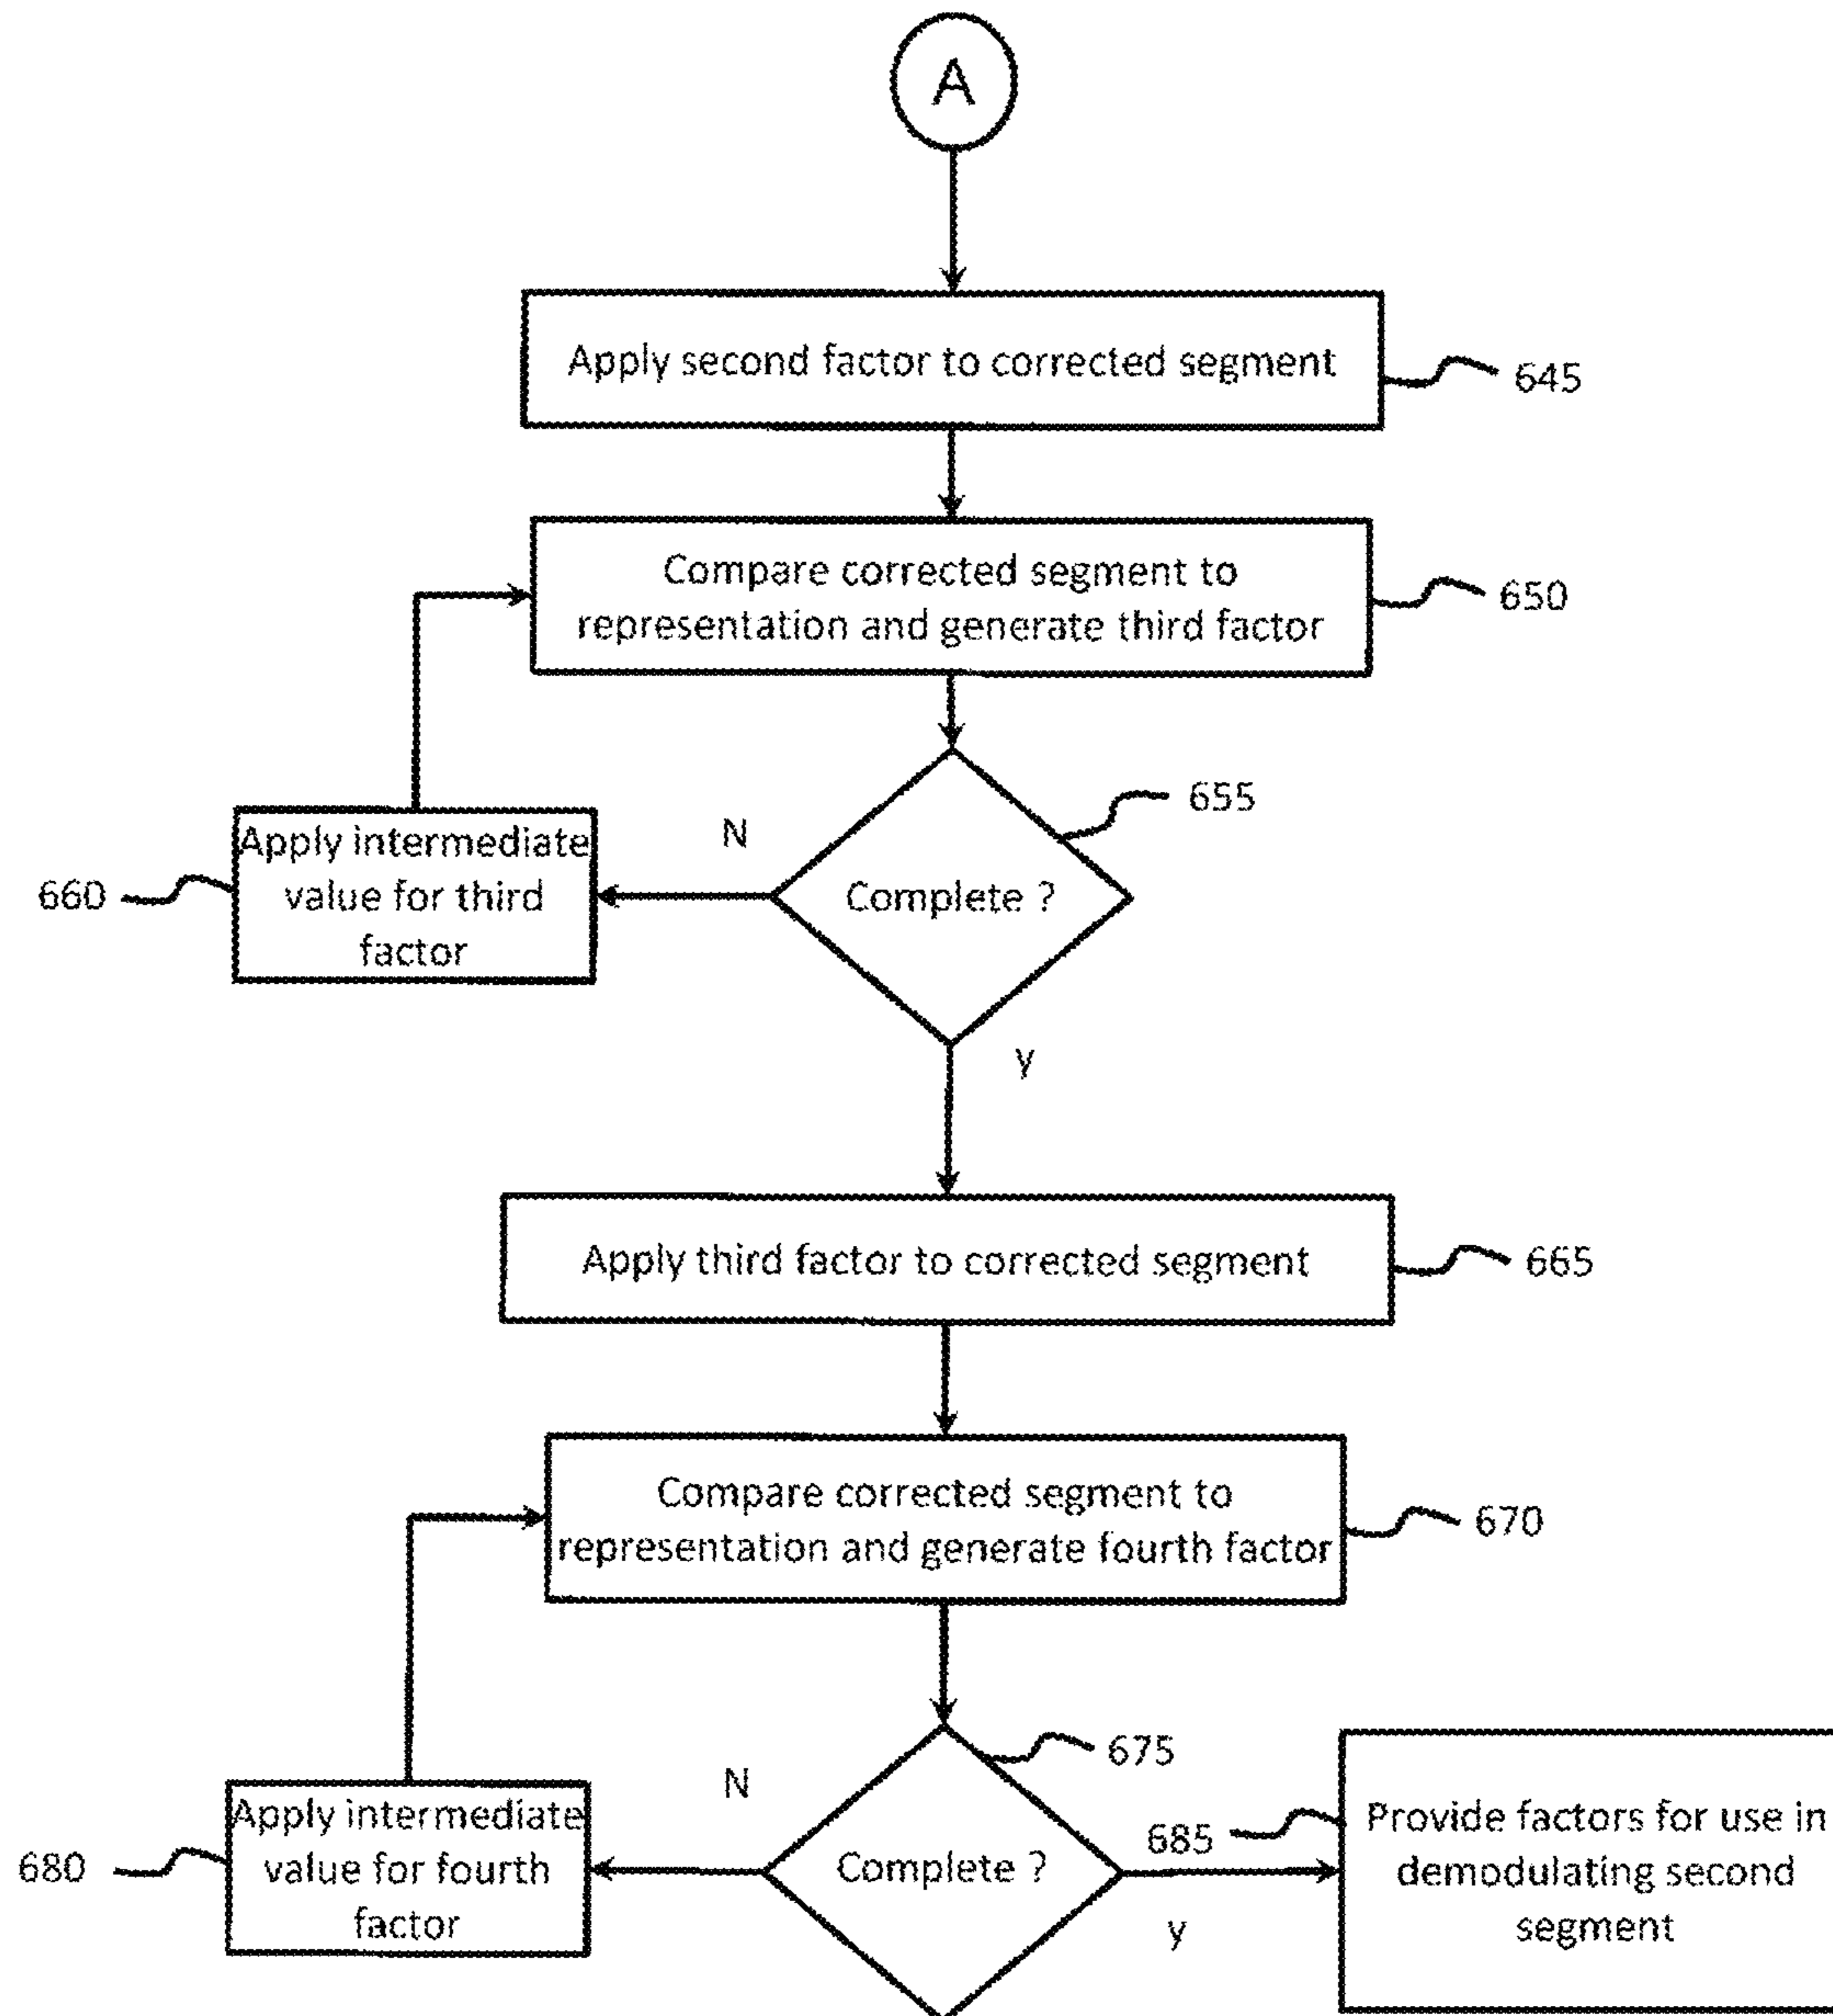 A
Apply second factor to corrected segment
645
Compare corrected segment to
representation and generate third factor
650
655
N
Complete ?
Apply intermediate
value for third
factor
660
y
Apply third factor to corrected segment
665
Compare corrected segment to
representation and generate fourth factor
670
675
N
Complete ?
Apply intermediate
value for fourth
factor
680
y
685
Provide factors for use in
demodulating second
segment